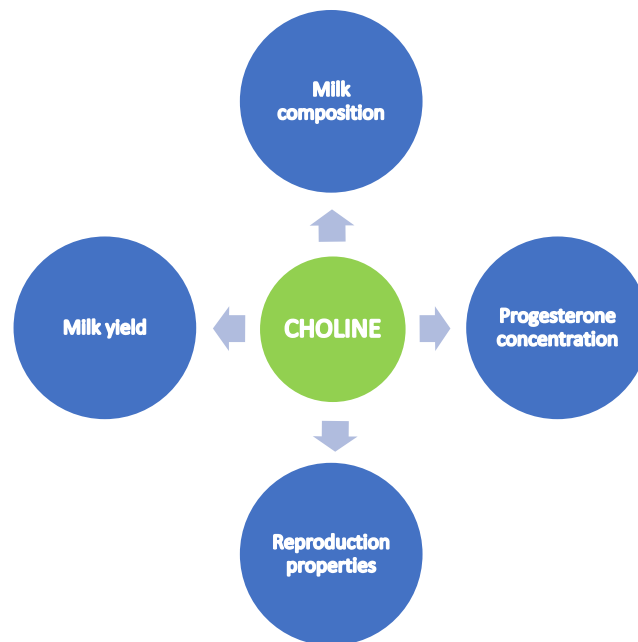 Milk
composition
Milk yield
CHOLINE
Progesterone
concentration
Reproduction
properties